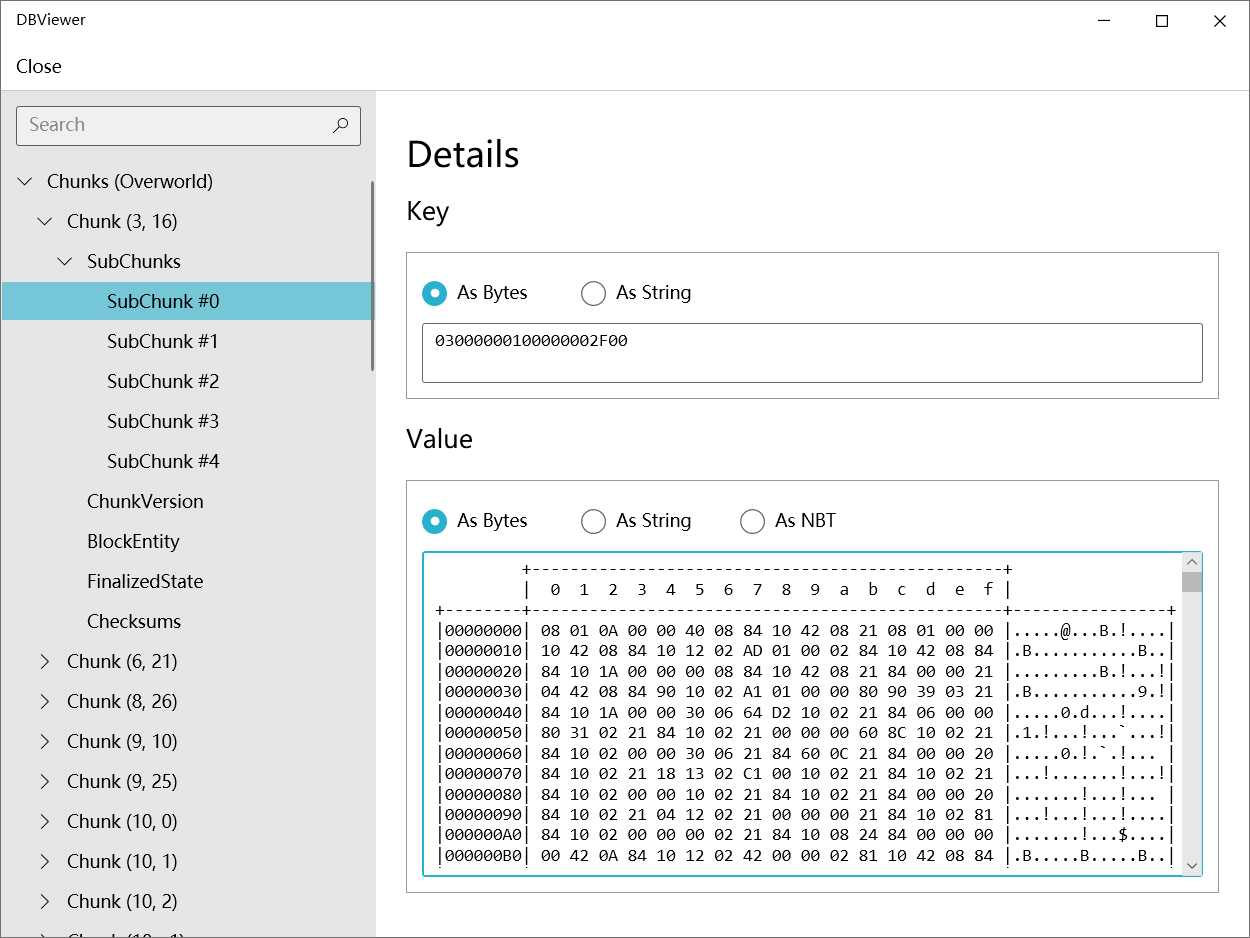 DBViewer
Close
Search
Chunks (Overworld)
Chunk (3, 16)
SubChunks
SubChunk #0
SubChunk #1
SubChunk #2
SubChunk #3
SubChunk #4
ChunkVersion
BlockEntity
FinalizedState
Checksums
Chunk (6, 21)
Chunk (8, 26)
Chunk (9, 10)
Chunk (9, 25)
Chunk (10, 0)
Chunk (10, 1)
Chunk (10, 2)
Details
Key
As Bytes As String
03000000100000002F00
Value
As Bytes As String As NBT
+-------------------------------------------------+
| 0 1 2 3 4 5 6 7 8 9 a b c d e f |
+--------+-------------------------------------------------+----------------+
|00000000| 08 01 0A 00 00 40 08 84 10 42 08 21 08 01 00 00 |.....@...B.!....|
|00000010| 10 42 08 84 10 12 02 AD 01 00 02 84 10 42 08 84 |.B...........B..|
|00000020| 84 10 1A 00 00 00 08 84 10 42 08 21 84 00 00 21 |.........B.!...!|
|00000030| 04 42 08 84 90 10 02 A1 01 00 00 80 90 39 03 21 |.B...........9.!|
|00000040| 84 10 1A 00 00 30 06 64 D2 10 02 21 84 06 00 00 |.....0.d...!....|
|00000050| 80 31 02 21 84 10 02 21 00 00 00 60 8C 10 02 21 |.1.!...!...`...!|
|00000060| 84 10 02 00 00 30 06 21 84 60 0C 21 84 00 00 20 |.....0.!.`.!... |
|00000070| 84 10 02 21 18 13 02 C1 00 10 02 21 84 10 02 21 |...!.......!...!|
|00000080| 84 10 02 00 00 10 02 21 84 10 02 21 84 00 00 20 |.......!...!... |
|00000090| 84 10 02 21 04 12 02 21 00 00 00 21 84 10 02 81 |...!...!...!....|
|000000A0| 84 10 02 00 00 00 02 21 84 10 08 24 84 00 00 00 |.......!...$....|
|000000B0| 00 42 0A 84 10 12 02 42 00 00 02 81 10 42 08 84 |.B.....B.....B..|